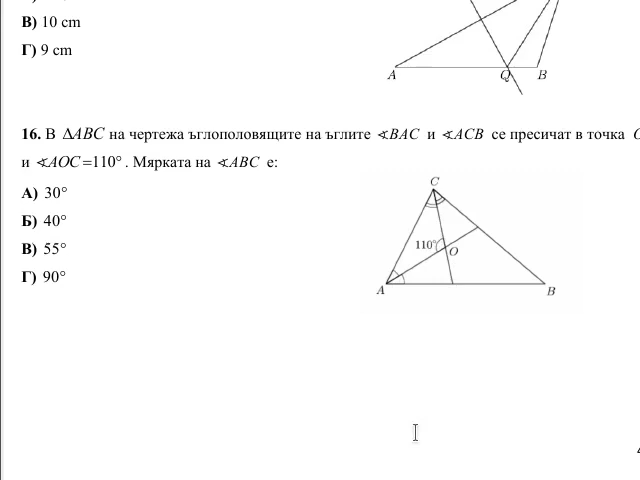 В) 10 cm
Г) 9 cm
A Q B
16. В ΔABC на чертежа ъглополовящите на ъглите ∢BAC и ∢ACB се пресичат в точка
и ∢AOC=110°. Мярката на ∢ABC е:
А) 30°
Б) 40°
В) 55°
Г) 90°
C
110°
O
A
B